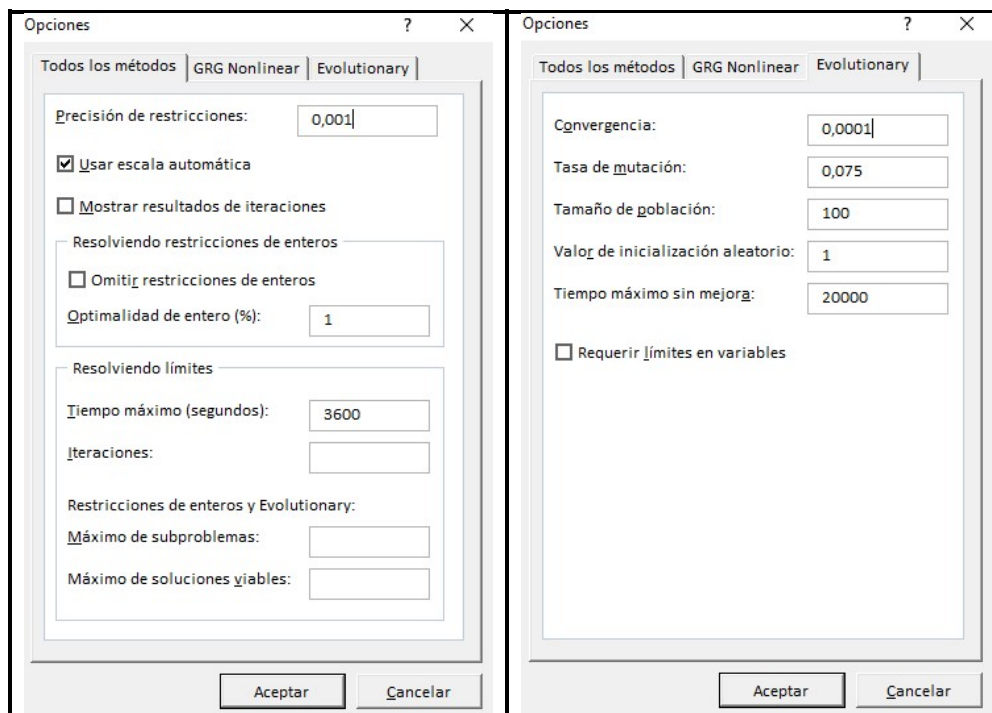 Opciones ? ×
Todos los métodos GRG Nonlinear Evolutionary
Precisión de restricciones: 0,001
Usar escala automática
Mostrar resultados de iteraciones
Resolviendo restricciones de enteros
Omitir restricciones de enteros
Optimalidad de entero (%): 1
Resolviendo límites
Tiempo máximo (segundos): 3600
Iteraciones:
Restricciones de enteros y Evolutionary:
Máximo de subproblemas:
Máximo de soluciones viables:
Aceptar Cancelar
Opciones ? ×
Todos los métodos GRG Nonlinear Evolutionary
Convergencia: 0,0001
Tasa de mutación: 0,075
Tamaño de población: 100
Valor de inicialización aleatorio: 1
Tiempo máximo sin mejora: 20000
Requerir límites en variables
Aceptar Cancelar